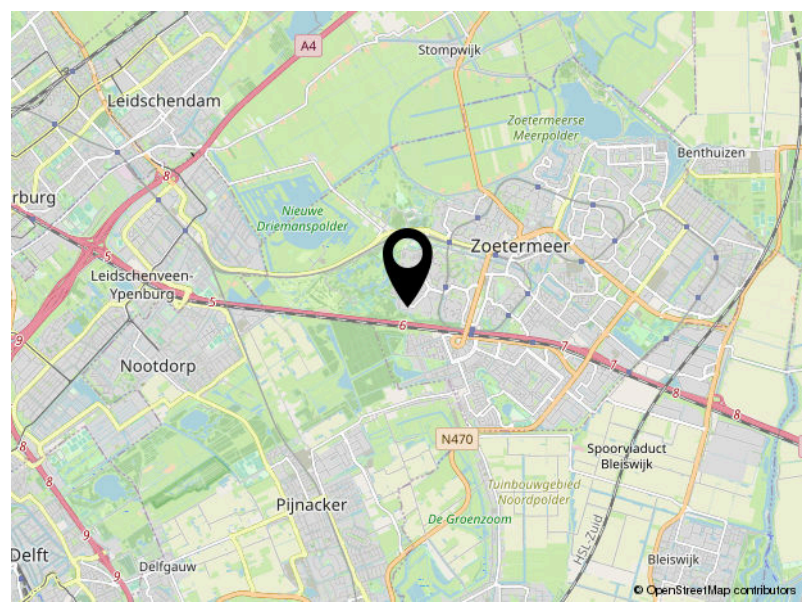 A4
Stompwijk
Leidschendam
Zoetermeerse
Meerpolder
Benthuizen
8
rburg
Nieuwe
Driemanspolder
Zoetermeer
5
Leidschenveen-
Ypenburg
5
6
9
7
7
Nootdorp
8
8
N470
8
Spoorviaduct
Bleiswijk
8
Tuinbouwgebied
Noordpolder
Pijnacker
De Groenzoom
9
HSL-Zuid
Delft
Delfgauw
Bleiswijk
9
© OpenStreetMap contributors